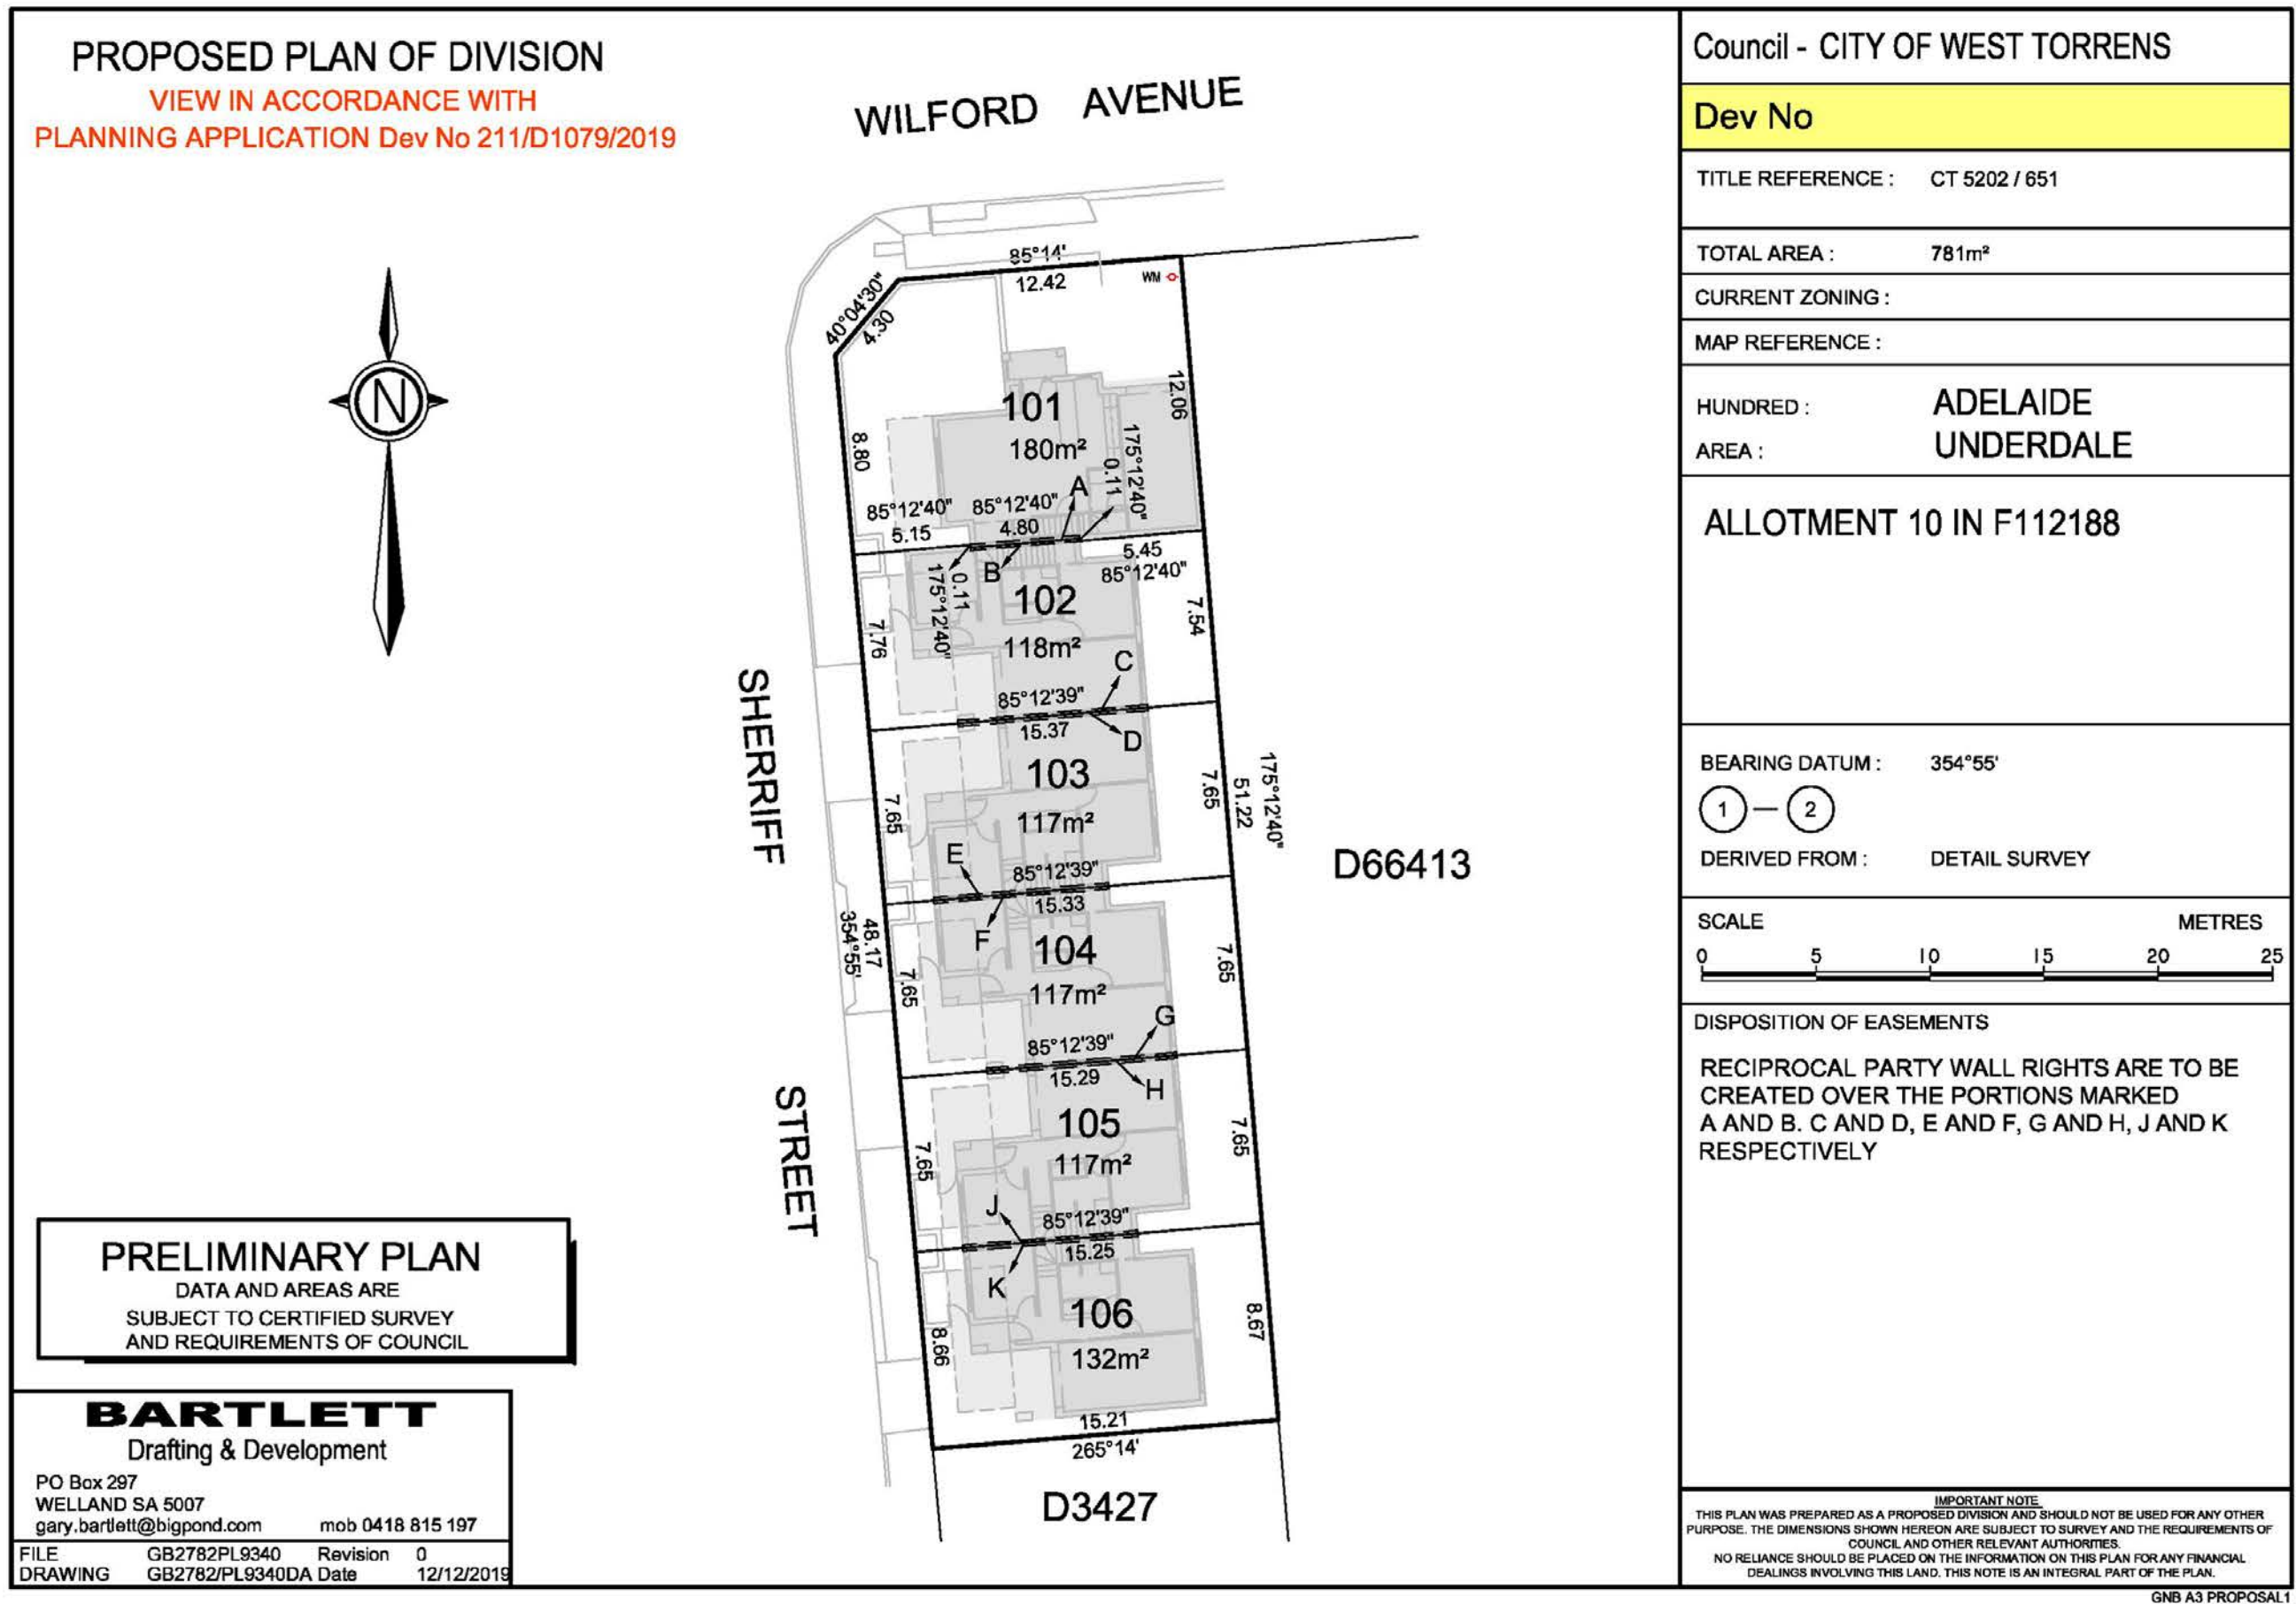 PROPOSED PLAN OF DIVISION
VIEW IN ACCORDANCE WITH
PLANNING APPLICATION Dev No 211/D1079/2019
WILFORD AVENUE
N
85°14'
12.42
WM
40°04'30"
4.30
12.06
8.80
101
180m²
175°12'40"
0.11
A
85°12'40"
85°12'40"
5.15
4.80
5.45
85°12'40"
B
0.11
175°12'40"
102
118m²
7.76
7.54
C
85°12'39"
15.37
D
SHERRIFF
STREET
103
117m²
7.65
7.65
175°12'40"
51.22
D66413
E
85°12'39"
15.33
F
48.17
354°55'
104
117m²
7.65
7.65
G
85°12'39"
15.29
H
105
117m²
7.65
7.65
J
85°12'39"
15.25
K
106
132m²
8.66
8.67
15.21
265°14'
D3427
PRELIMINARY PLAN
DATA AND AREAS ARE
SUBJECT TO CERTIFIED SURVEY
AND REQUIREMENTS OF COUNCIL
BARTLETT
Drafting & Development
PO Box 297
WELLAND SA 5007
gary.bartlett@bigpond.com mob 0418 815 197
FILE GB2782PL9340 Revision 0
DRAWING GB2782/PL9340DA Date 12/12/2019
Council - CITY OF WEST TORRENS
Dev No
TITLE REFERENCE : CT 5202 / 651
TOTAL AREA : 781m²
CURRENT ZONING :
MAP REFERENCE :
HUNDRED : ADELAIDE
AREA : UNDERDALE
ALLOTMENT 10 IN F112188
BEARING DATUM : 354°55'
1 — 2
DERIVED FROM : DETAIL SURVEY
SCALE METRES
0 5 10 15 20 25
DISPOSITION OF EASEMENTS
RECIPROCAL PARTY WALL RIGHTS ARE TO BE
CREATED OVER THE PORTIONS MARKED
A AND B. C AND D, E AND F, G AND H, J AND K
RESPECTIVELY
IMPORTANT NOTE
THIS PLAN WAS PREPARED AS A PROPOSED DIVISION AND SHOULD NOT BE USED FOR ANY OTHER
PURPOSE. THE DIMENSIONS SHOWN HEREON ARE SUBJECT TO SURVEY AND THE REQUIREMENTS OF
COUNCIL AND OTHER RELEVANT AUTHORITIES.
NO RELIANCE SHOULD BE PLACED ON THE INFORMATION ON THIS PLAN FOR ANY FINANCIAL
DEALINGS INVOLVING THIS LAND. THIS NOTE IS AN INTEGRAL PART OF THE PLAN.
GNB A3 PROPOSAL1